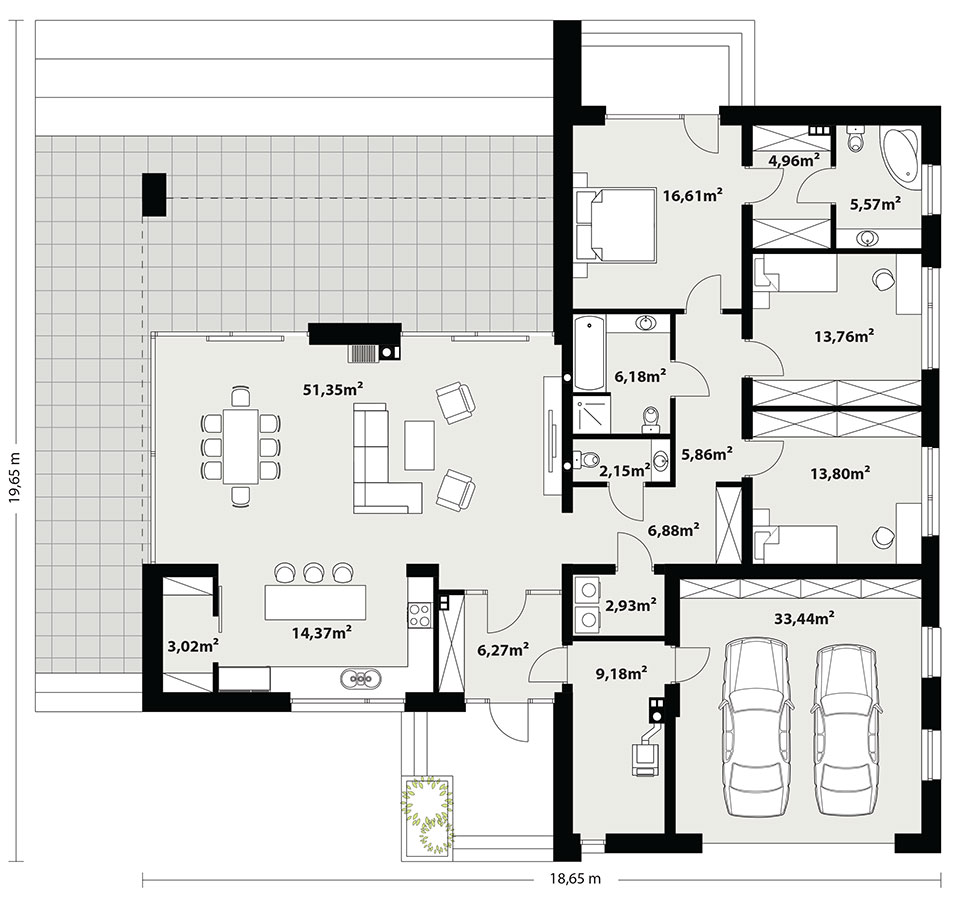 4,96m²
16,61m²
5,57m²
13,76m²
6,18m²
51,35m²
5,86m²
2,15m²
13,80m²
19,65 m
6,88m²
2,93m²
33,44m²
14,37m²
3,02m²
6,27m²
9,18m²
18,65 m